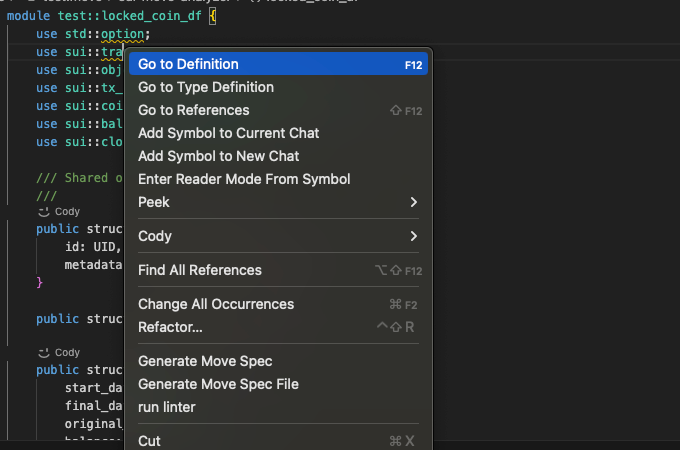 module test::locked_coin_df {
use std::option;
use sui::tra
use sui::obj
use sui::tx_
use sui::coi
use sui::bal
use sui::clo
/// Shared o
///
Cody
public struc
id: UID,
metadata
}
public struc
Cody
public struc
start_da
final_da
original_
balance:
Go to Definition F12
Go to Type Definition
Go to References ⇧ F12
Add Symbol to Current Chat
Add Symbol to New Chat
Enter Reader Mode From Symbol
Peek >
Cody >
Find All References ⌥⇧F12
Change All Occurrences ⌘F2
Refactor... ^⇧R
Generate Move Spec
Generate Move Spec File
run linter
Cut ⌘X